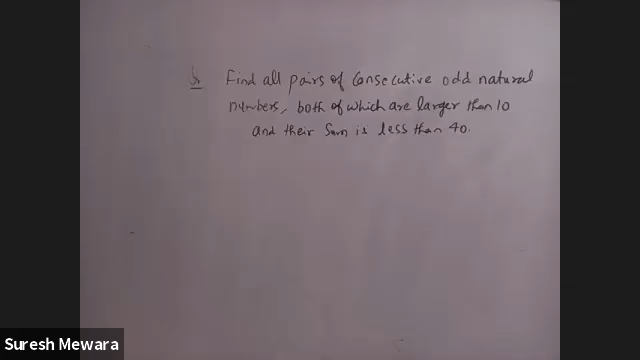 Q. Find all pairs of consecutive odd natural
numbers, both of which are larger than 10
and their sum is less than 40.
Suresh Mewara